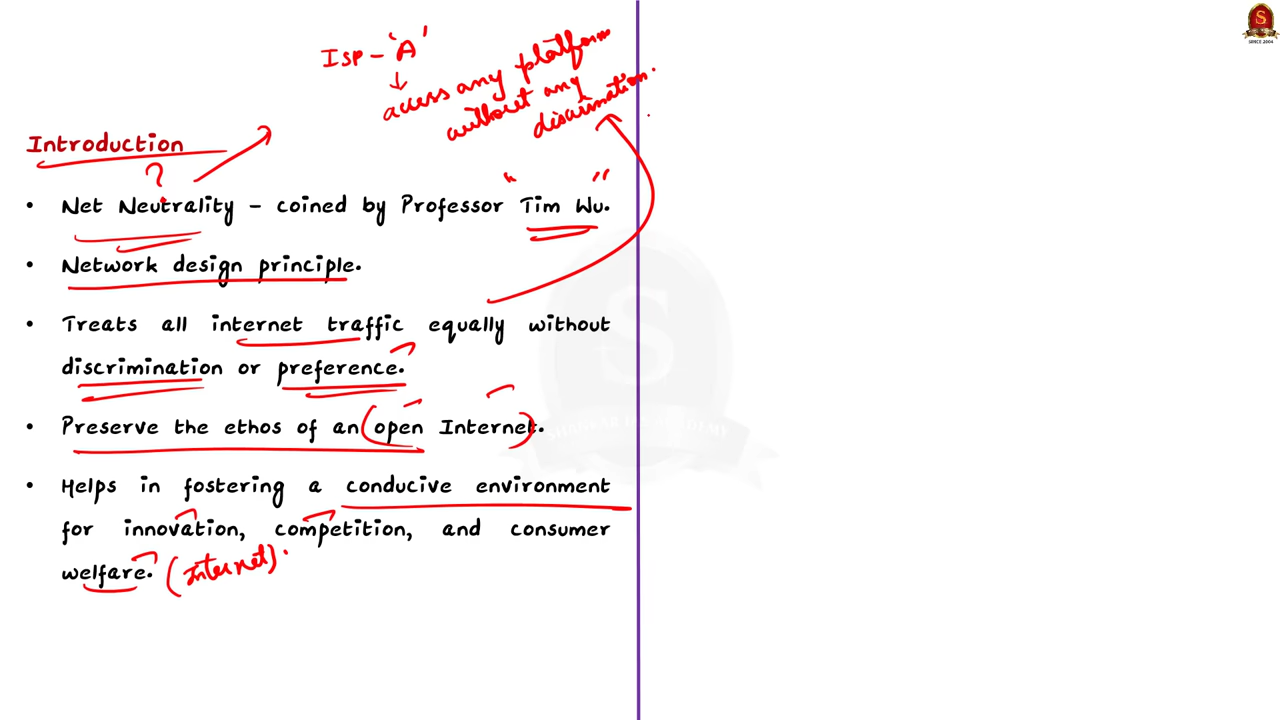 ISP - 'A'
access any platform
without any
discrimination.
Introduction
?
• Net Neutrality – coined by Professor "Tim Wu."
• Network design principle.
• Treats all internet traffic equally without
discrimination or preference.
• Preserve the ethos of an (open Internet).
• Helps in fostering a conducive environment
for innovation, competition, and consumer
welfare. (Internet).
S
SINCE 2004